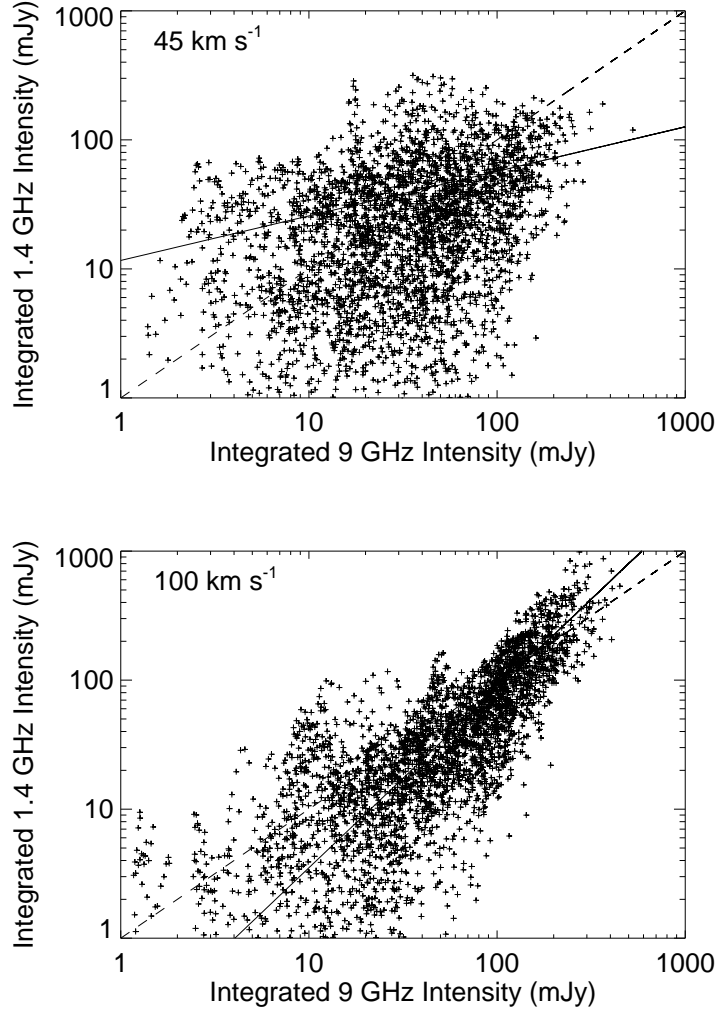 1000
100
10
1
Integrated 1.4 GHz Intensity (mJy)
45 km s⁻¹
1 10 100 1000
Integrated 9 GHz Intensity (mJy)
1000
100
10
1
Integrated 1.4 GHz Intensity (mJy)
100 km s⁻¹
1 10 100 1000
Integrated 9 GHz Intensity (mJy)